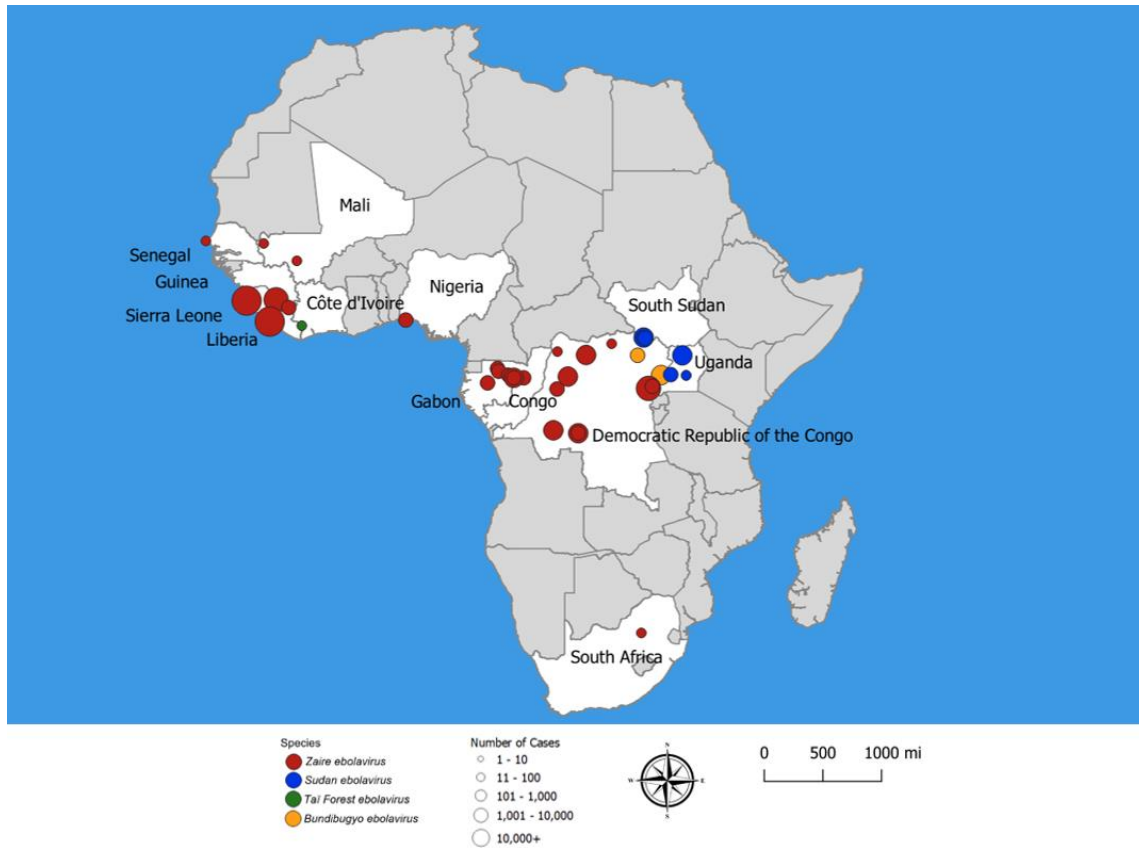 Mali
Senegal
Guinea
Nigeria
Côte d'Ivoire
South Sudan
Sierra Leone
Liberia
Uganda
Gabon
Congo
Democratic Republic of the Congo
South Africa
Species
Zaire ebolavirus
Sudan ebolavirus
Taï Forest ebolavirus
Bundibugyo ebolavirus
Number of Cases
1 - 10
11 - 100
101 - 1,000
1,001 - 10,000
10,000+
N
W
E
S
0 500 1000 mi